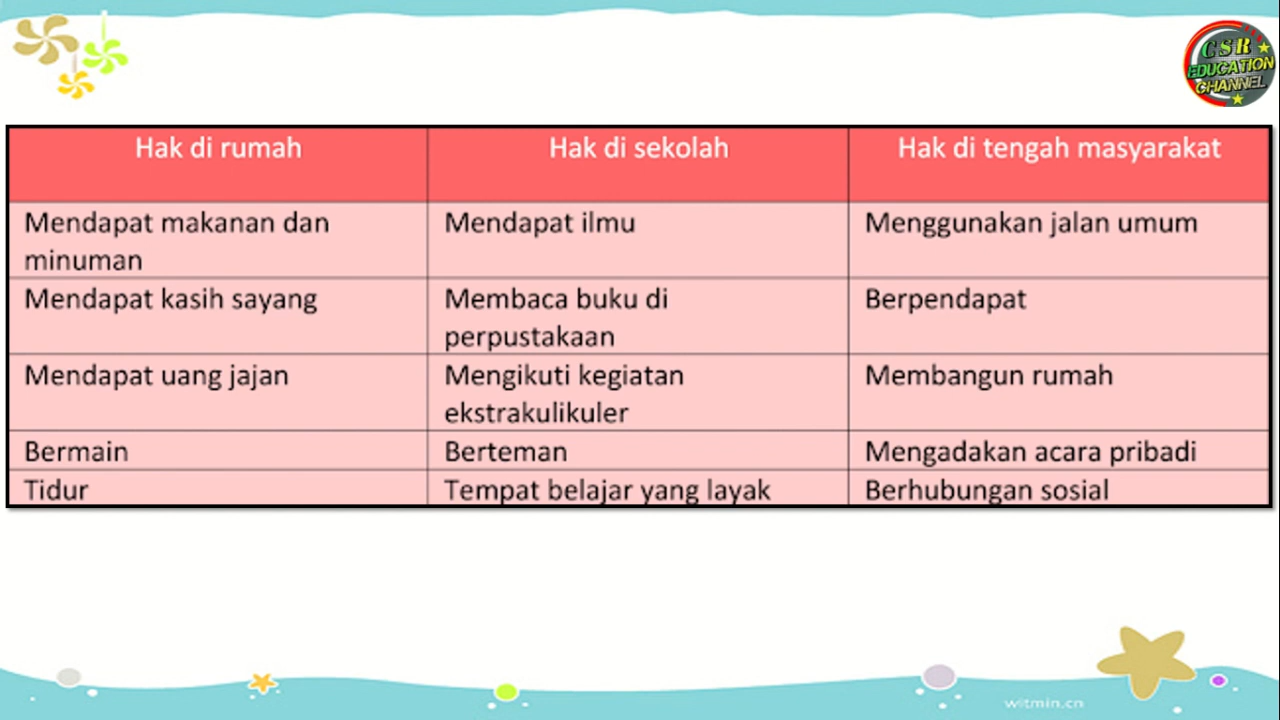 CSR
EDUCATION
CHANNEL
Hak di rumah
Hak di sekolah
Hak di tengah masyarakat
Mendapat makanan dan
minuman
Mendapat ilmu
Menggunakan jalan umum
Mendapat kasih sayang
Membaca buku di
perpustakaan
Berpendapat
Mendapat uang jajan
Mengikuti kegiatan
ekstrakulikuler
Membangun rumah
Bermain
Berteman
Mengadakan acara pribadi
Tidur
Tempat belajar yang layak
Berhubungan sosial
witmin.cn